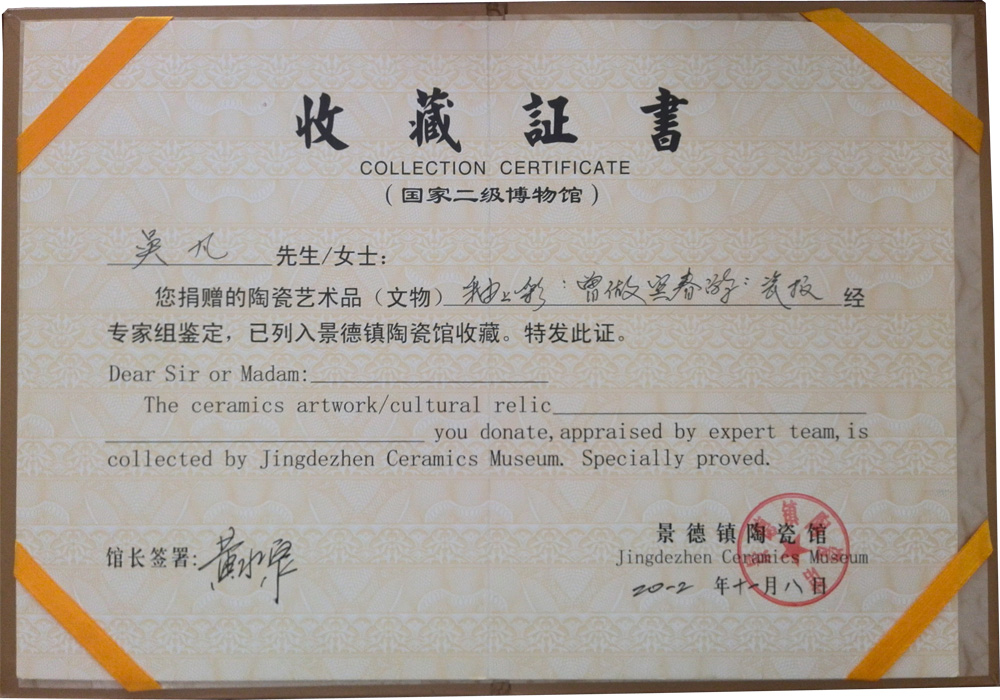 收藏証書
COLLECTION CERTIFICATE
（国家二级博物馆）
吴凡 先生/女士：
您捐赠的陶瓷艺术品（文物）釉上彩："曾做春游"瓷板 经
专家组鉴定，已列入景德镇陶瓷馆收藏。特发此证。
Dear Sir or Madam:
The ceramics artwork/cultural relic
you donate,appraised by expert team,is
collected by Jingdezhen Ceramics Museum. Specially proved.
馆长签署:
景德镇陶瓷馆
Jingdezhen Ceramics Museum
年十一月八日